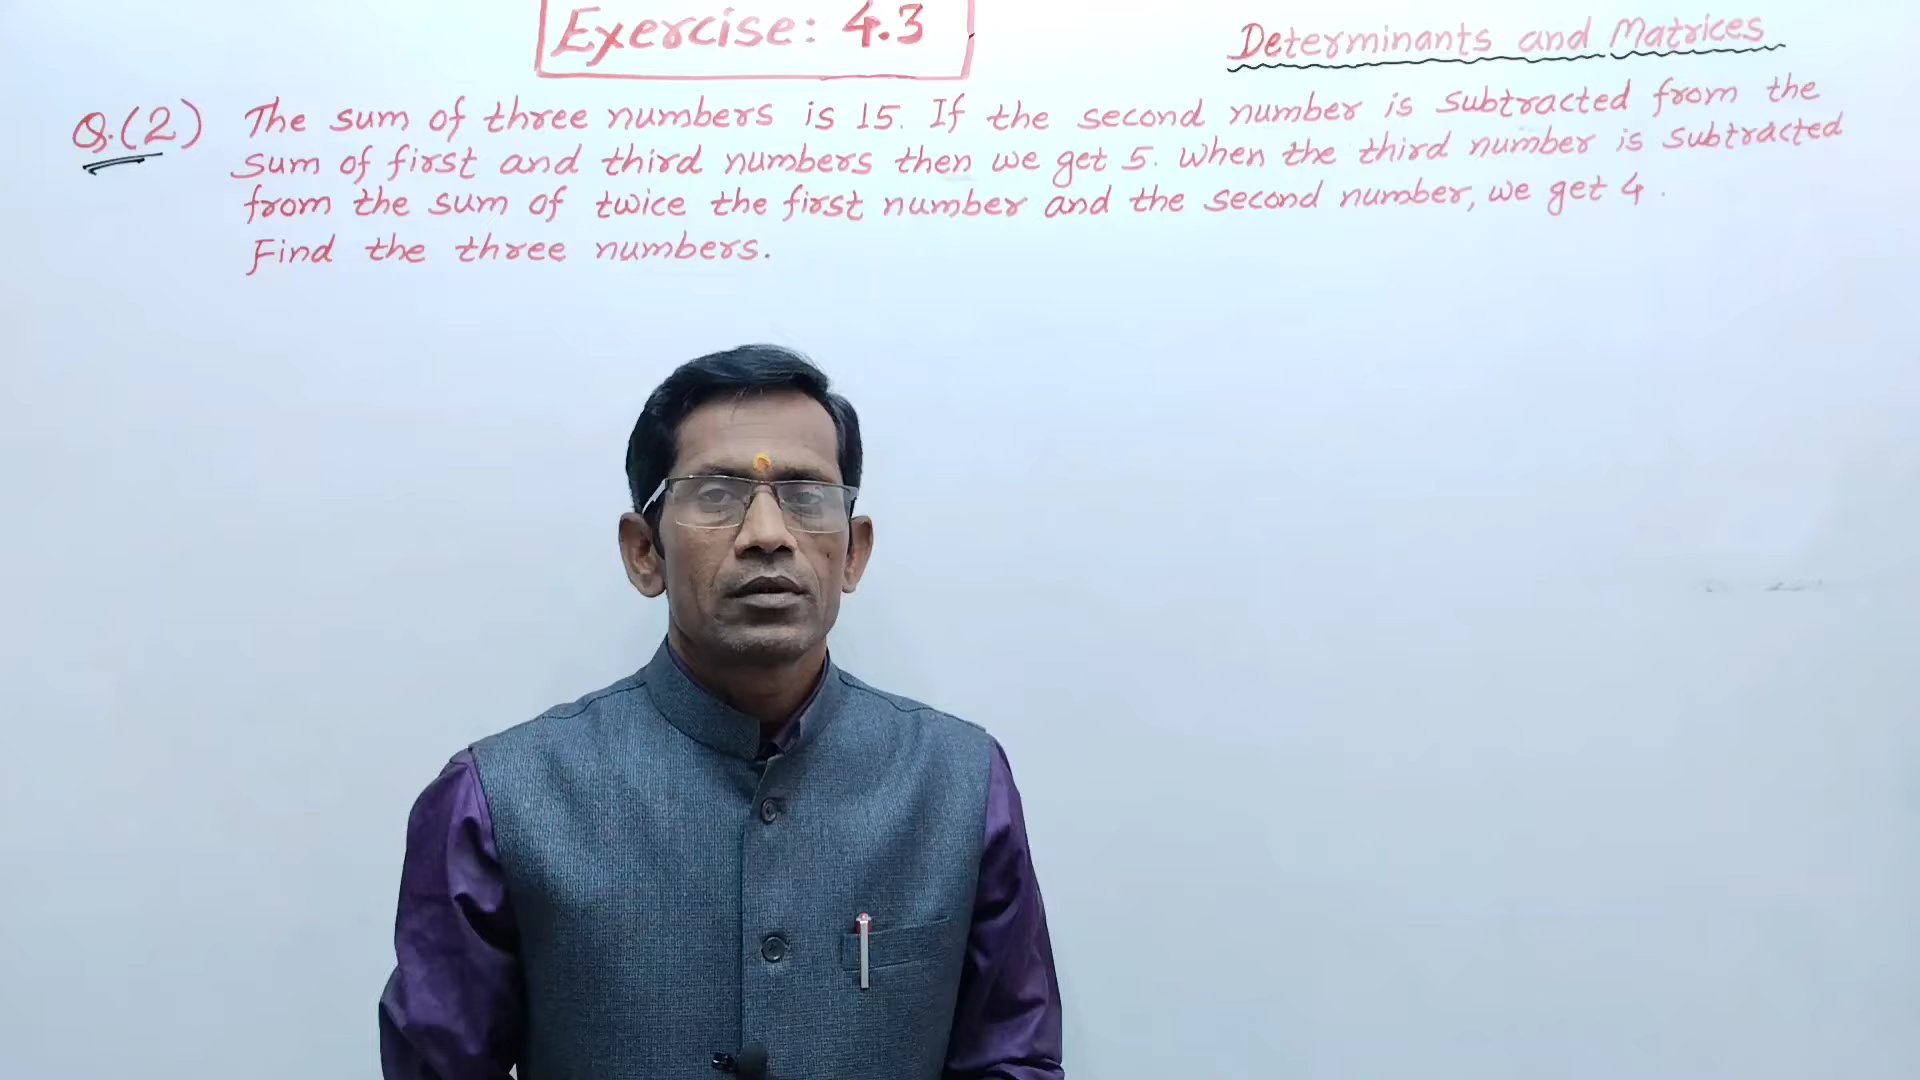 Exercise: 4.3
Determinants and Matrices
Q.(2) The sum of three numbers is 15. If the second number is subtracted from the
sum of first and third numbers then we get 5. When the third number is subtracted
from the sum of twice the first number and the second number, we get 4.
Find the three numbers.